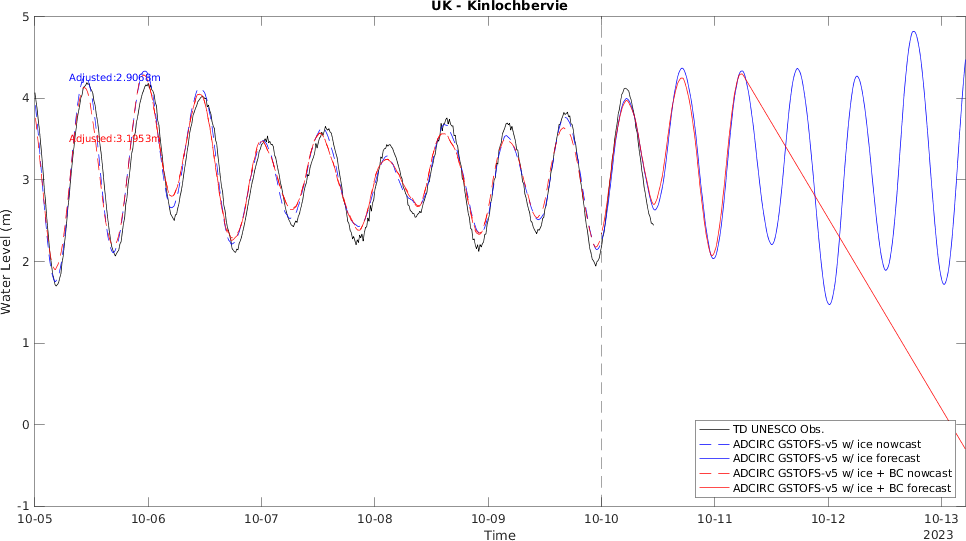 UK - Kinlochbervie
Adjusted:2.9068m
Adjusted:3.1953m
Water Level (m)
5
4
3
2
1
0
-1
10-05
10-06
10-07
10-08
10-09
10-10
10-11
10-12
10-13
Time
2023
TD UNESCO Obs.
ADCIRC GSTOFS-v5 w/ ice nowcast
ADCIRC GSTOFS-v5 w/ ice forecast
ADCIRC GSTOFS-v5 w/ ice + BC nowcast
ADCIRC GSTOFS-v5 w/ ice + BC forecast